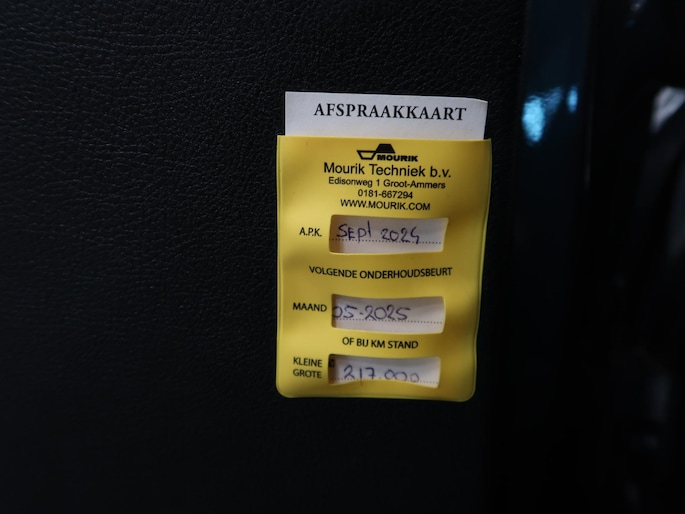 AFSPRAAKKAART
MOURIK
Mourik Techniek b.v.
Edisonweg 1 Groot-Ammers
0181-667294
WWW.MOURIK.COM
A.P.K. Sept 2024
VOLGENDE ONDERHOUDSBEURT
MAAND 05-2025
OF BIJ KM STAND
KLEINE
GROTE 217.000